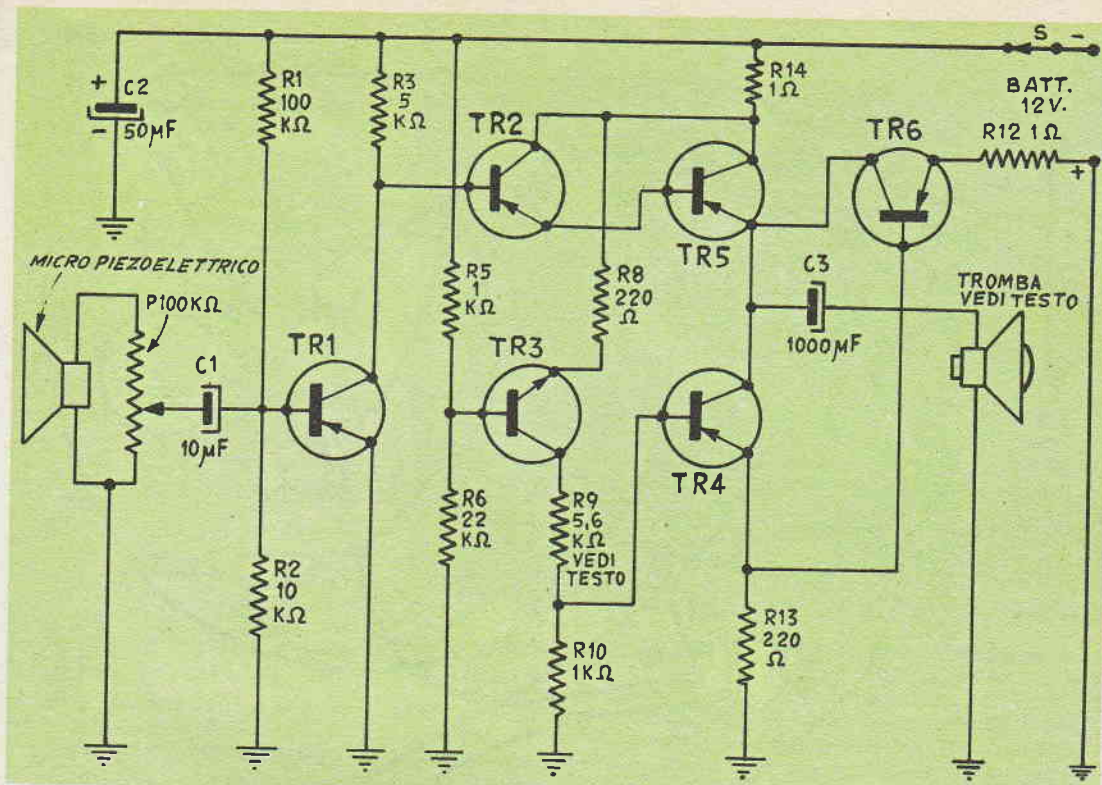 S -
BATT.
12V.
R12 1Ω
+
+
C2
-
50µF
R1
100
KΩ
R3
5
KΩ
TR2
R14
1Ω
TR6
TR5
MICRO PIEZOELETTRICO
P100KΩ
C1
10µF
TR1
R5
1
KΩ
TR3
R8
220
Ω
C3
1000µF
TROMBA
VEDI TESTO
TR4
R2
10
KΩ
R6
22
KΩ
R9
5,6
KΩ
VEDI
TESTO
R10
1KΩ
R13
220
Ω